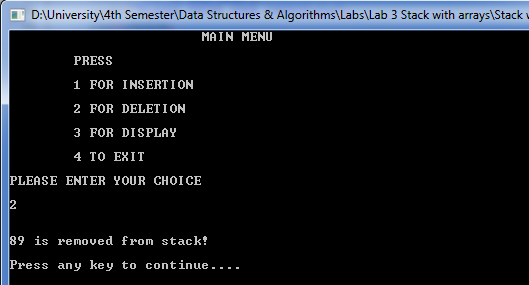 D:\University\4th Semester\Data Structures & Algorithms\Labs\Lab 3 Stack with arrays\Stack
MAIN MENU
PRESS
1 FOR INSERTION
2 FOR DELETION
3 FOR DISPLAY
4 TO EXIT
PLEASE ENTER YOUR CHOICE
2
89 is removed from stack!
Press any key to continue....